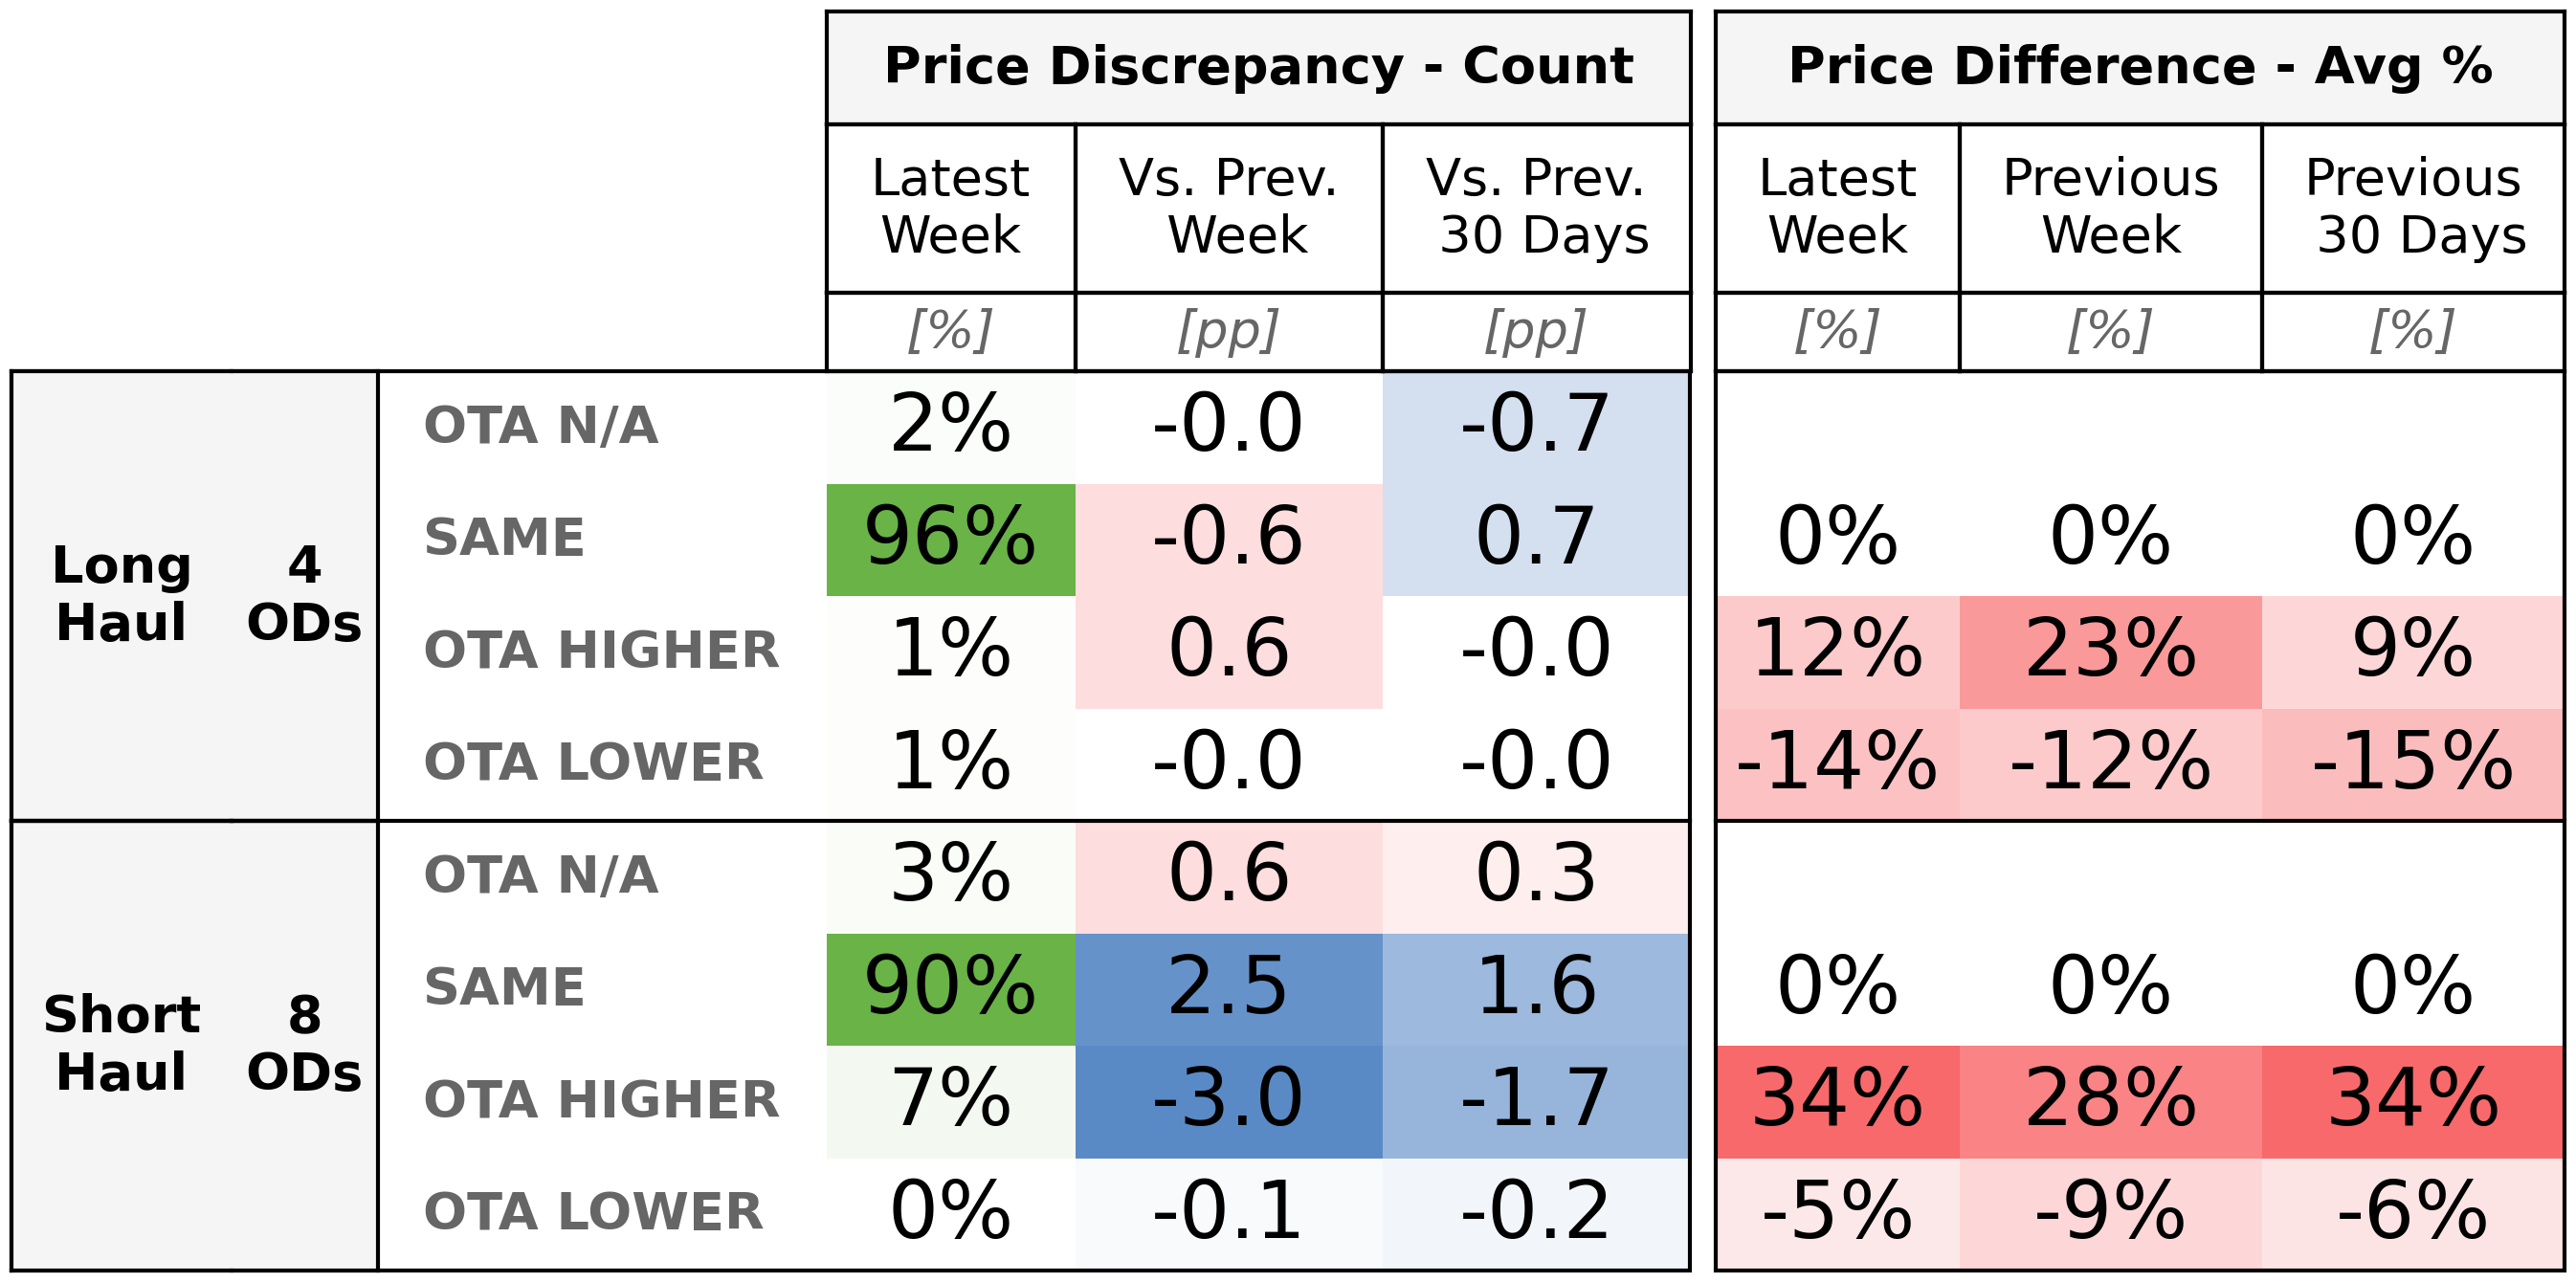 Price Discrepancy - Count Price Difference - Avg %
Latest Week Vs. Prev. Week Vs. Prev. 30 Days Latest Week Previous Week Previous 30 Days
[%] [pp] [pp] [%] [%] [%]
Long Haul 4 ODs
OTA N/A 2% -0.0 -0.7
SAME 96% -0.6 0.7 0% 0% 0%
OTA HIGHER 1% 0.6 -0.0 12% 23% 9%
OTA LOWER 1% -0.0 -0.0 -14% -12% -15%
Short Haul 8 ODs
OTA N/A 3% 0.6 0.3
SAME 90% 2.5 1.6 0% 0% 0%
OTA HIGHER 7% -3.0 -1.7 34% 28% 34%
OTA LOWER 0% -0.1 -0.2 -5% -9% -6%